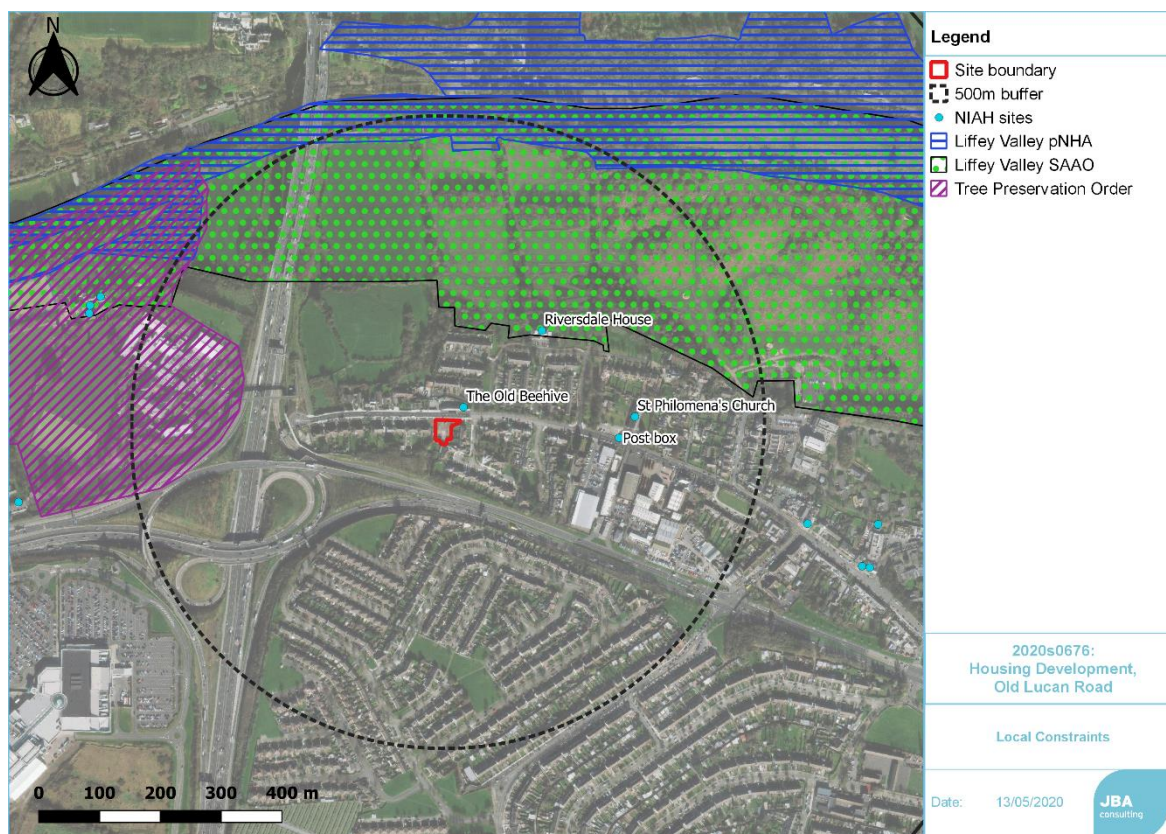 N
Riversdale House
The Old Beehive
St Philomena's Church
Post box
0 100 200 300 400 m
Legend
Site boundary
500m buffer
NIAH sites
Liffey Valley pNHA
Liffey Valley SAAO
Tree Preservation Order
2020s0676:
Housing Development,
Old Lucan Road
Local Constraints
Date: 13/05/2020
JBA
consulting